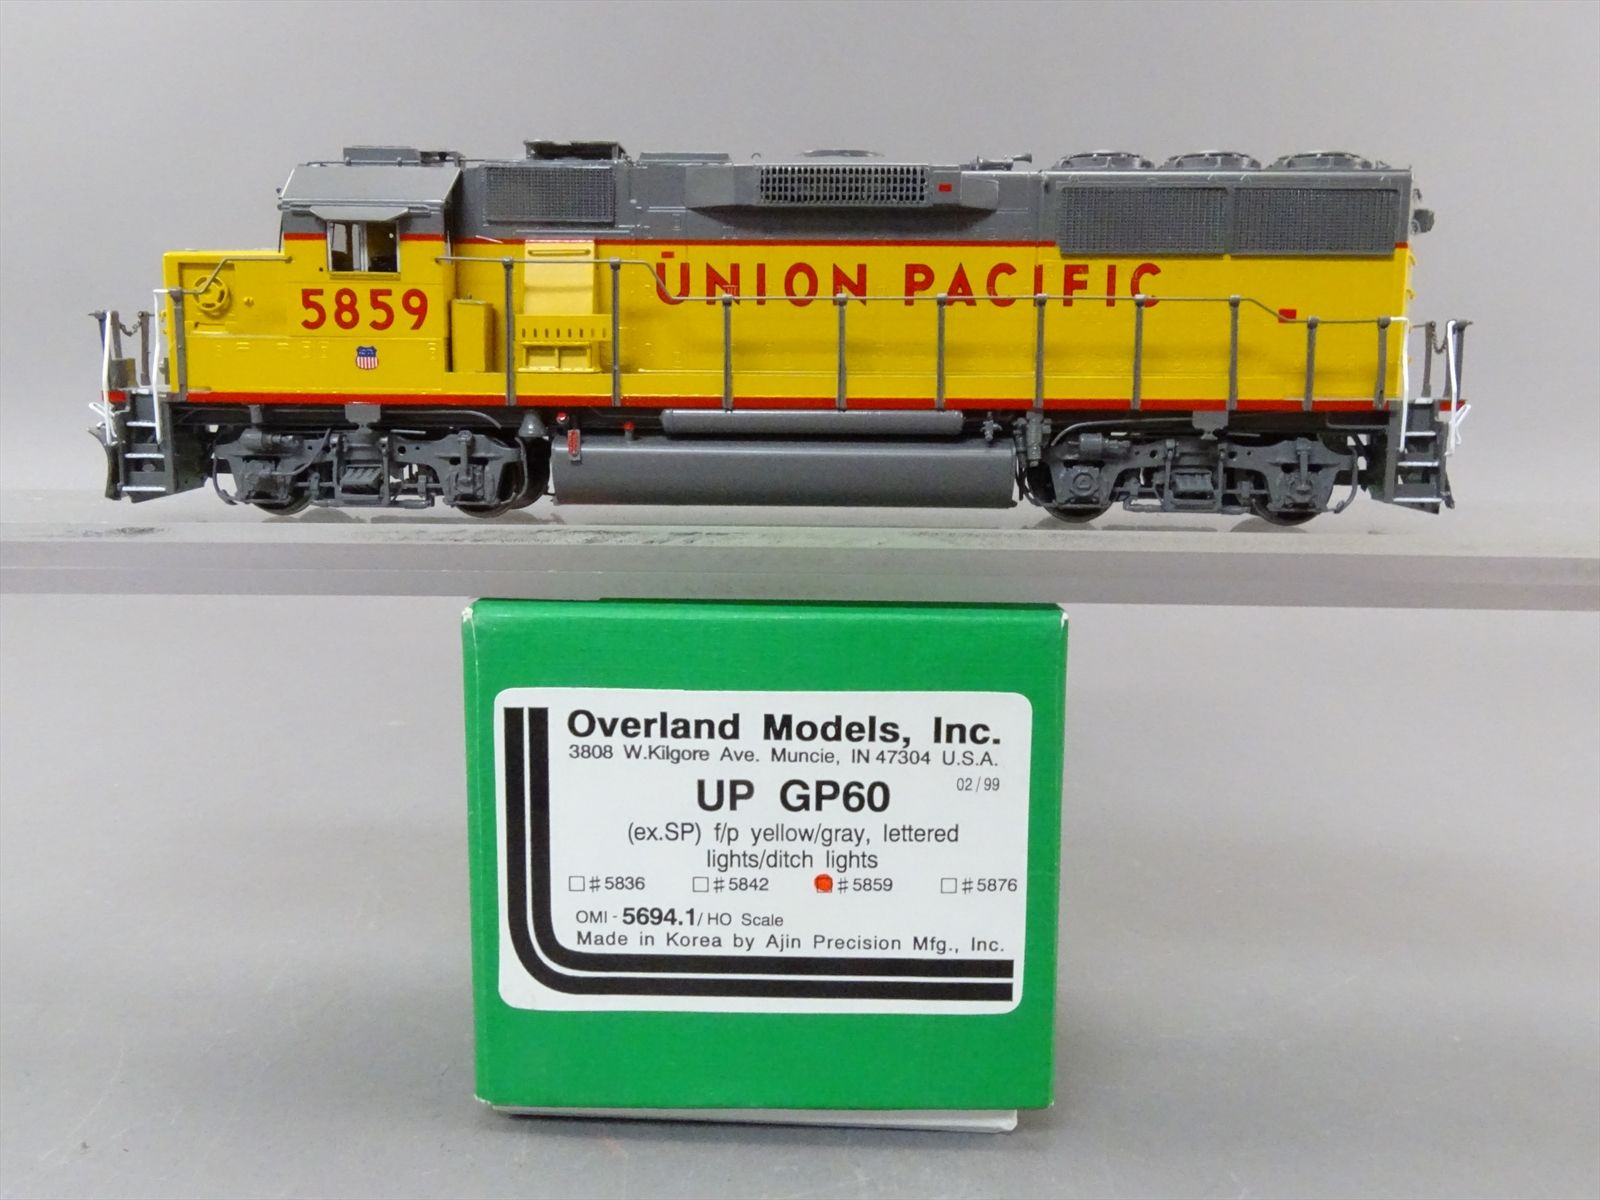 5859
UNION PACIFIC
Overland Models, Inc.
3808 W.Kilgore Ave. Muncie, IN 47304 U.S.A.
UP GP60
02/99
(ex.SP) f/p yellow/gray, lettered
lights/ditch lights
☐ #5836 ☐ #5842 ☐ #5859 ☐ #5876
OMI - 5694.1/ HO Scale
Made in Korea by Ajin Precision Mfg., Inc.